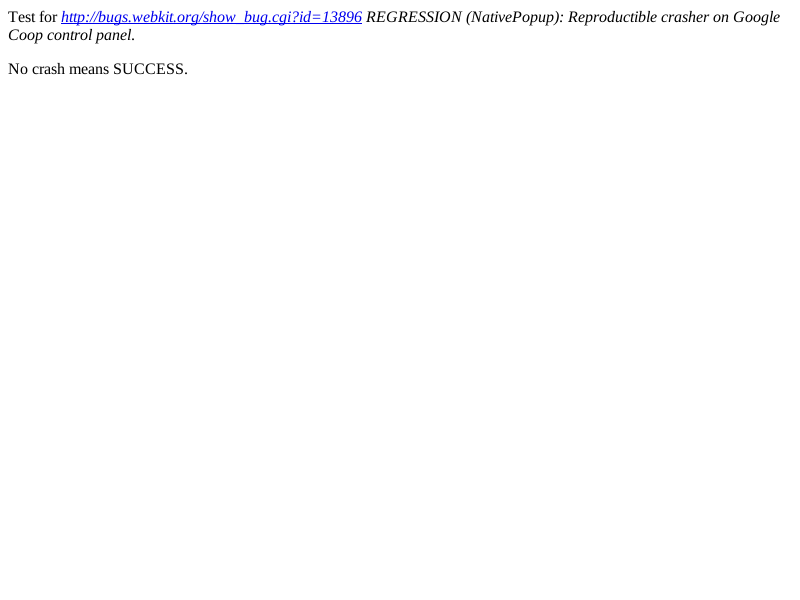 Test for http://bugs.webkit.org/show_bug.cgi?id=13896 REGRESSION (NativePopup): Reproducible crasher on Google
Coop control panel.
No crash means SUCCESS.